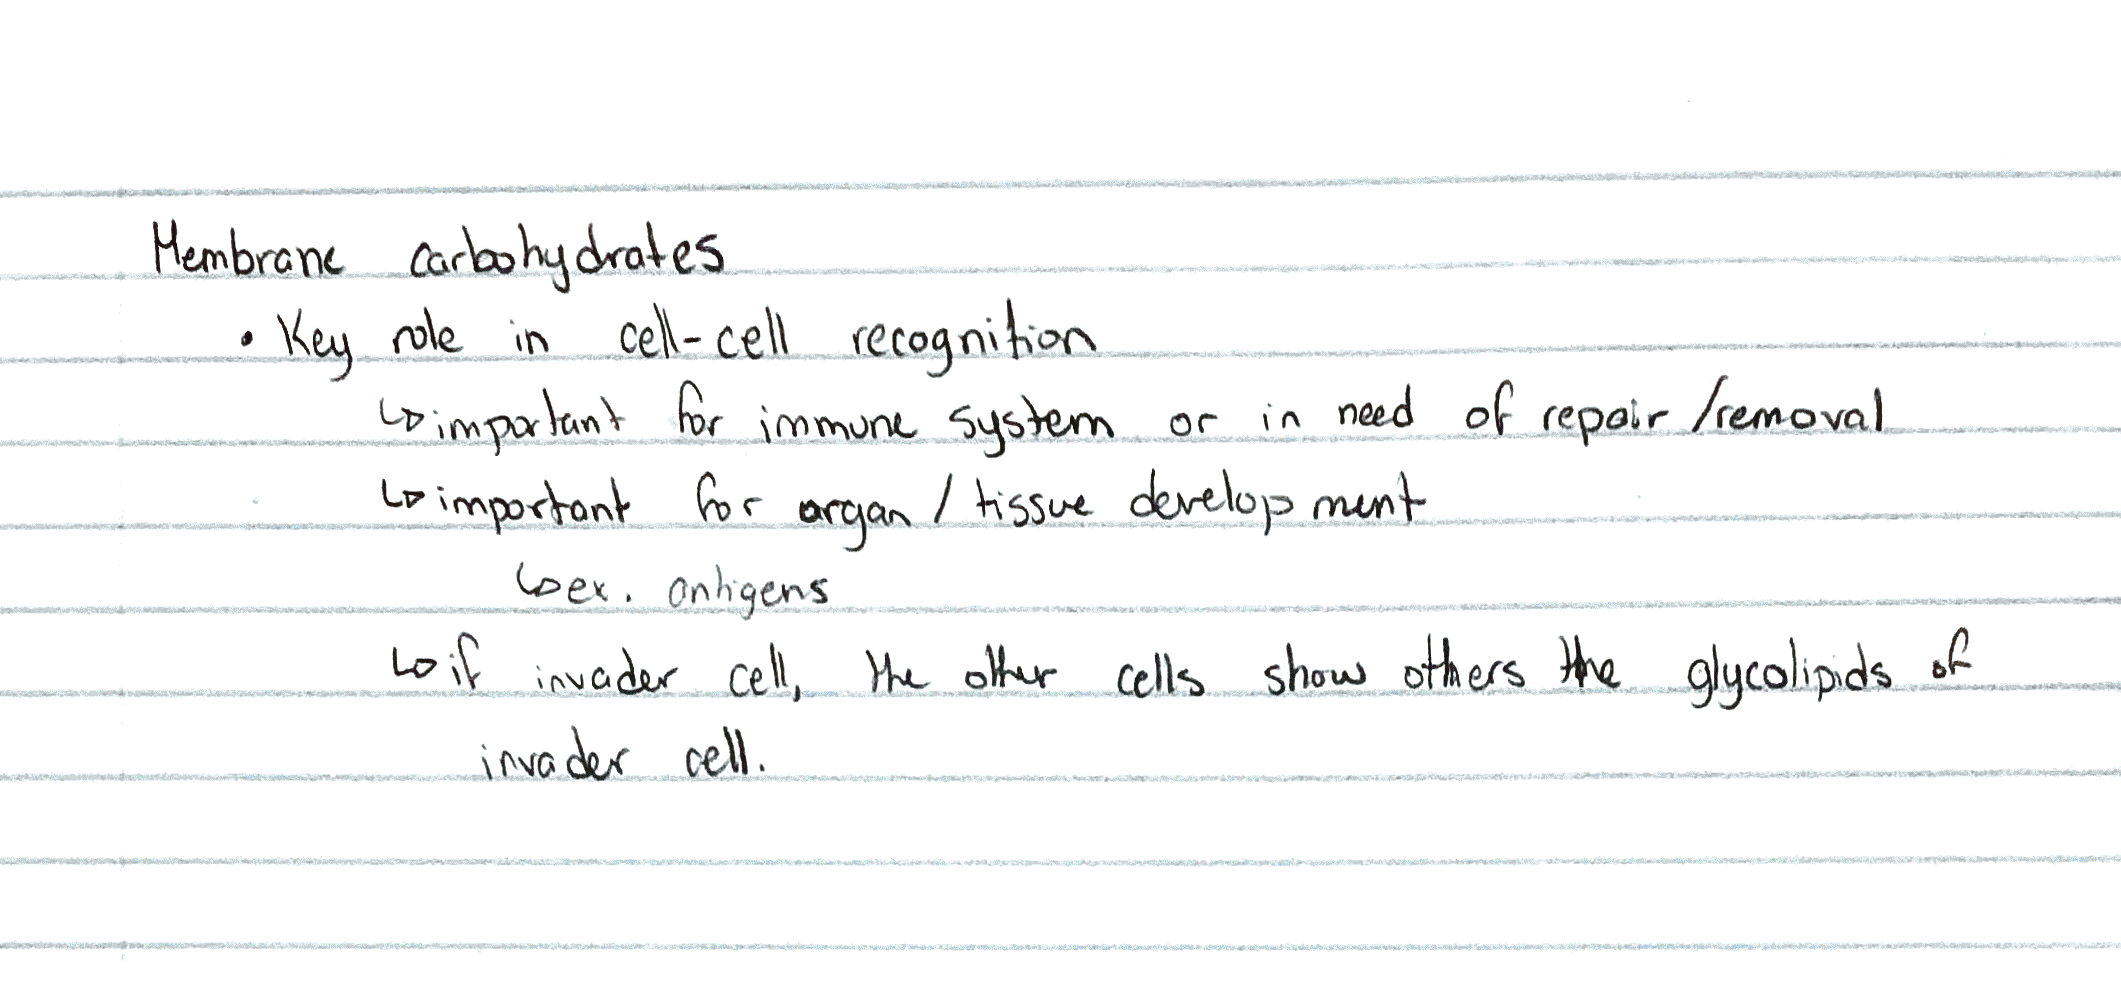 Membrane carbohydrates
• Key role in cell-cell recognition
↳ important for immune system or in need of repair/removal
↳ important for organ/tissue development
↳ ex. antigens
↳ if invader cell, the other cells show others the glycolipids of
invader cell.